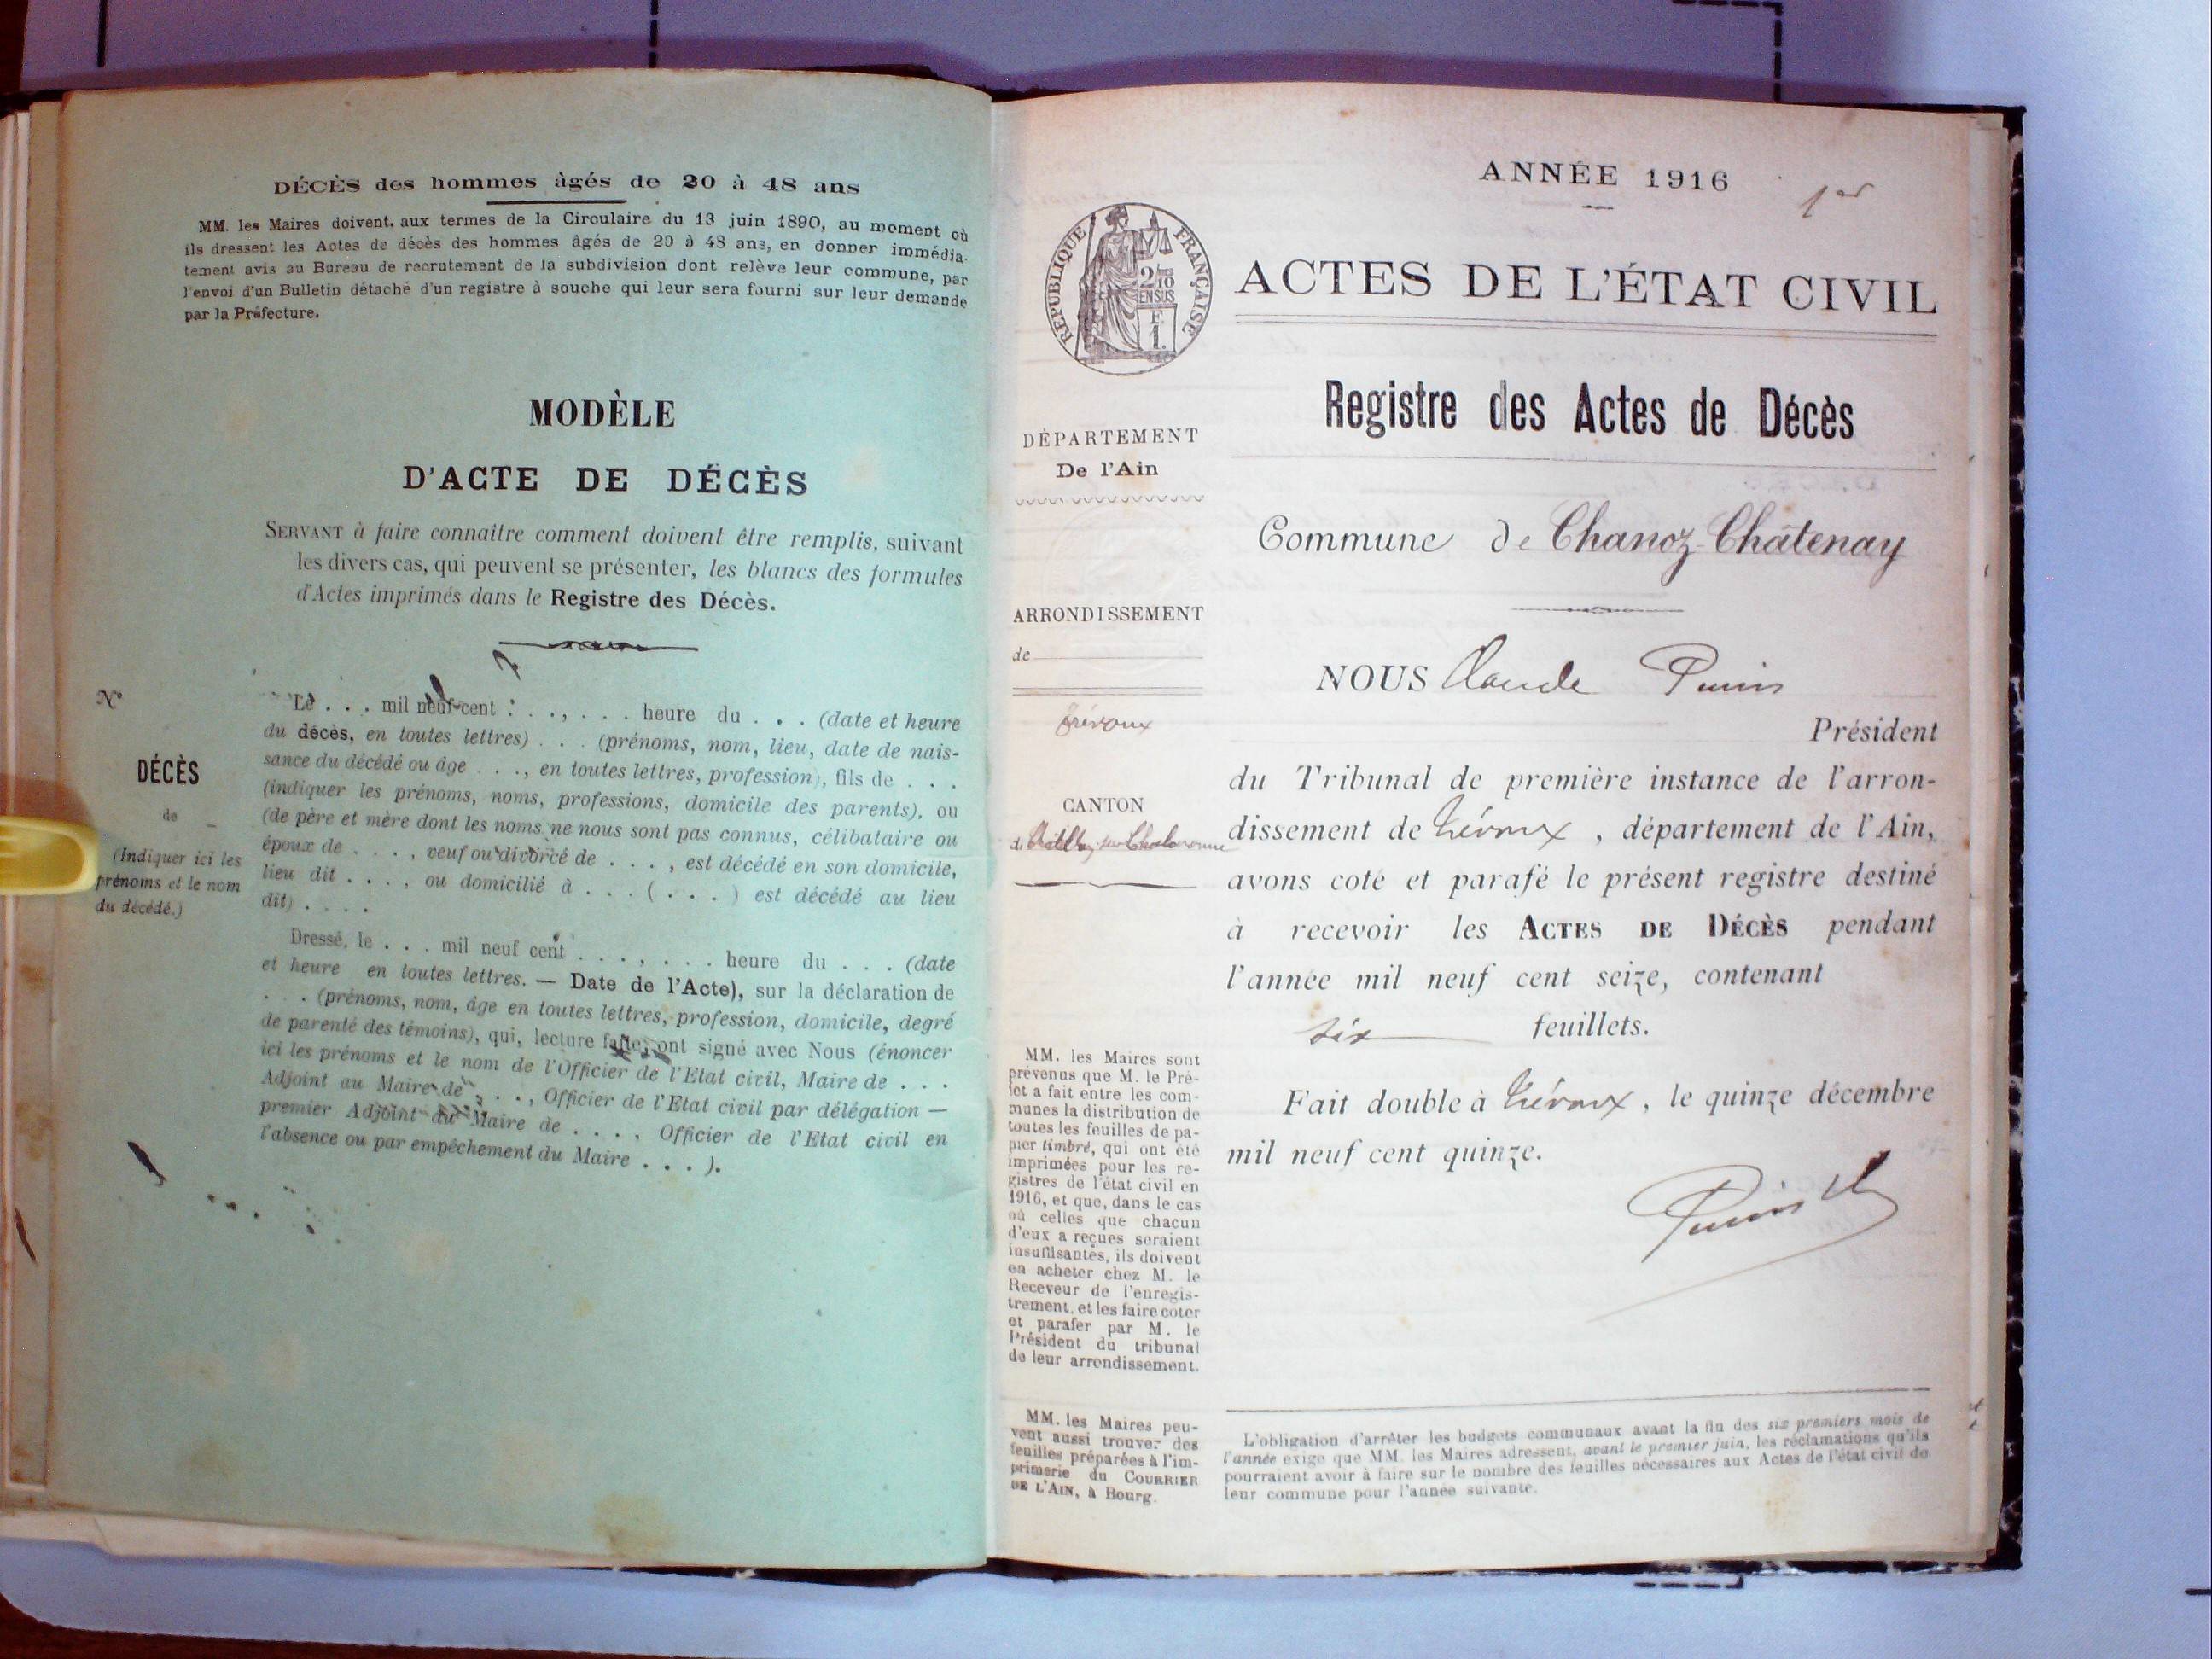 DÉCÈS des hommes âgés de 20 à 48 ans
MM. les Maires doivent, aux termes de la Circulaire du 13 juin 1890, au moment où
ils dressent les Actes de décès des hommes âgés de 20 à 48 ans, en donner immédia-
tement avis au Bureau de recrutement de la subdivision dont relève leur commune, par
l'envoi d'un Bulletin détaché d'un registre à souche qui leur sera fourni sur leur demande
par la Préfecture.
MODÈLE
D'ACTE DE DÉCÈS
SERVANT à faire connaître comment doivent être remplis, suivant
les divers cas, qui peuvent se présenter, les blancs des formules
d'Actes imprimés dans le Registre des Décès.
N°
DÉCÈS
de
(Indiquer ici les
prénoms et le nom
du décédé.)
Le . . . mil neuf-cent . . ., . . . heure du . . . (date et heure
du décès, en toutes lettres) . . . (prénoms, nom, lieu, date de nais-
sance du décédé ou âge . . ., en toutes lettres, profession), fils de . . .
(indiquer les prénoms, noms, professions, domicile des parents), ou
(de père et mère dont les noms ne nous sont pas connus, célibataire ou
époux de . . . , veuf ou divorcé de . . . . , est décédé en son domicile,
lieu dit . . . . , ou domicilié à . . . ( . . . ) est décédé au lieu
dit) . . . .
Dressé, le . . . mil neuf cent . . . , . . . heure du . . . (date
et heure en toutes lettres. — Date de l'Acte), sur la déclaration de
. . . (prénoms, nom, âge en toutes lettres, profession, domicile, degré
de parenté des témoins), qui, lecture faite, ont signé avec Nous (énoncer
ici les prénoms et le nom de l'Officier de l'Etat civil, Maire de . . .
Adjoint au Maire de . . . , Officier de l'Etat civil par délégation —
premier Adjoint du Maire de . . . . , Officier de l'Etat civil en
l'absence ou par empêchement du Maire . . . ).
ANNÉE 1916
1er
RÉPUBLIQUE FRANÇAISE
2/10
EN SUS
F.
1.
ACTES DE L'ÉTAT CIVIL
Registre des Actes de Décès
DÉPARTEMENT
De l'Ain
Commune de Chanoz-Châtenay
ARRONDISSEMENT
de
Trévoux
CANTON
de Châtillon-sur-Chalaronne
NOUS Claude
Président
du Tribunal de première instance de l'arron-
dissement de Trévoux , département de l'Ain,
avons coté et parafé le présent registre destiné
à recevoir les ACTES DE DÉCÈS pendant
l'année mil neuf cent seize, contenant
six feuillets.
Fait double à Trévoux, le quinze décembre
mil neuf cent quinze.
MM. les Maires sont
prévenus que M. le Pré-
fet a fait entre les com-
munes la distribution de
toutes les feuilles de pa-
pier timbré, qui ont été
imprimées pour les re-
gistres de l'état civil en
1916, et que, dans le cas
où celles que chacun
d'eux a reçues seraient
insuffisantes, ils doivent
en acheter chez M. le
Receveur de l'enregis-
trement, et les faire coter
et parafer par M. le
Président du tribunal
de leur arrondissement.
MM. les Maires peu-
vent aussi trouver des
feuilles préparées à l'im-
primerie du COURRIER
DE L'AIN, à Bourg.
L'obligation d'arrêter les budgets communaux avant la fin des six premiers mois de
l'année exige que MM. les Maires adressent, avant le premier juin, les réclamations qu'ils
pourraient avoir à faire sur le nombre des feuilles nécessaires aux Actes de l'état civil de
leur commune pour l'année suivante.